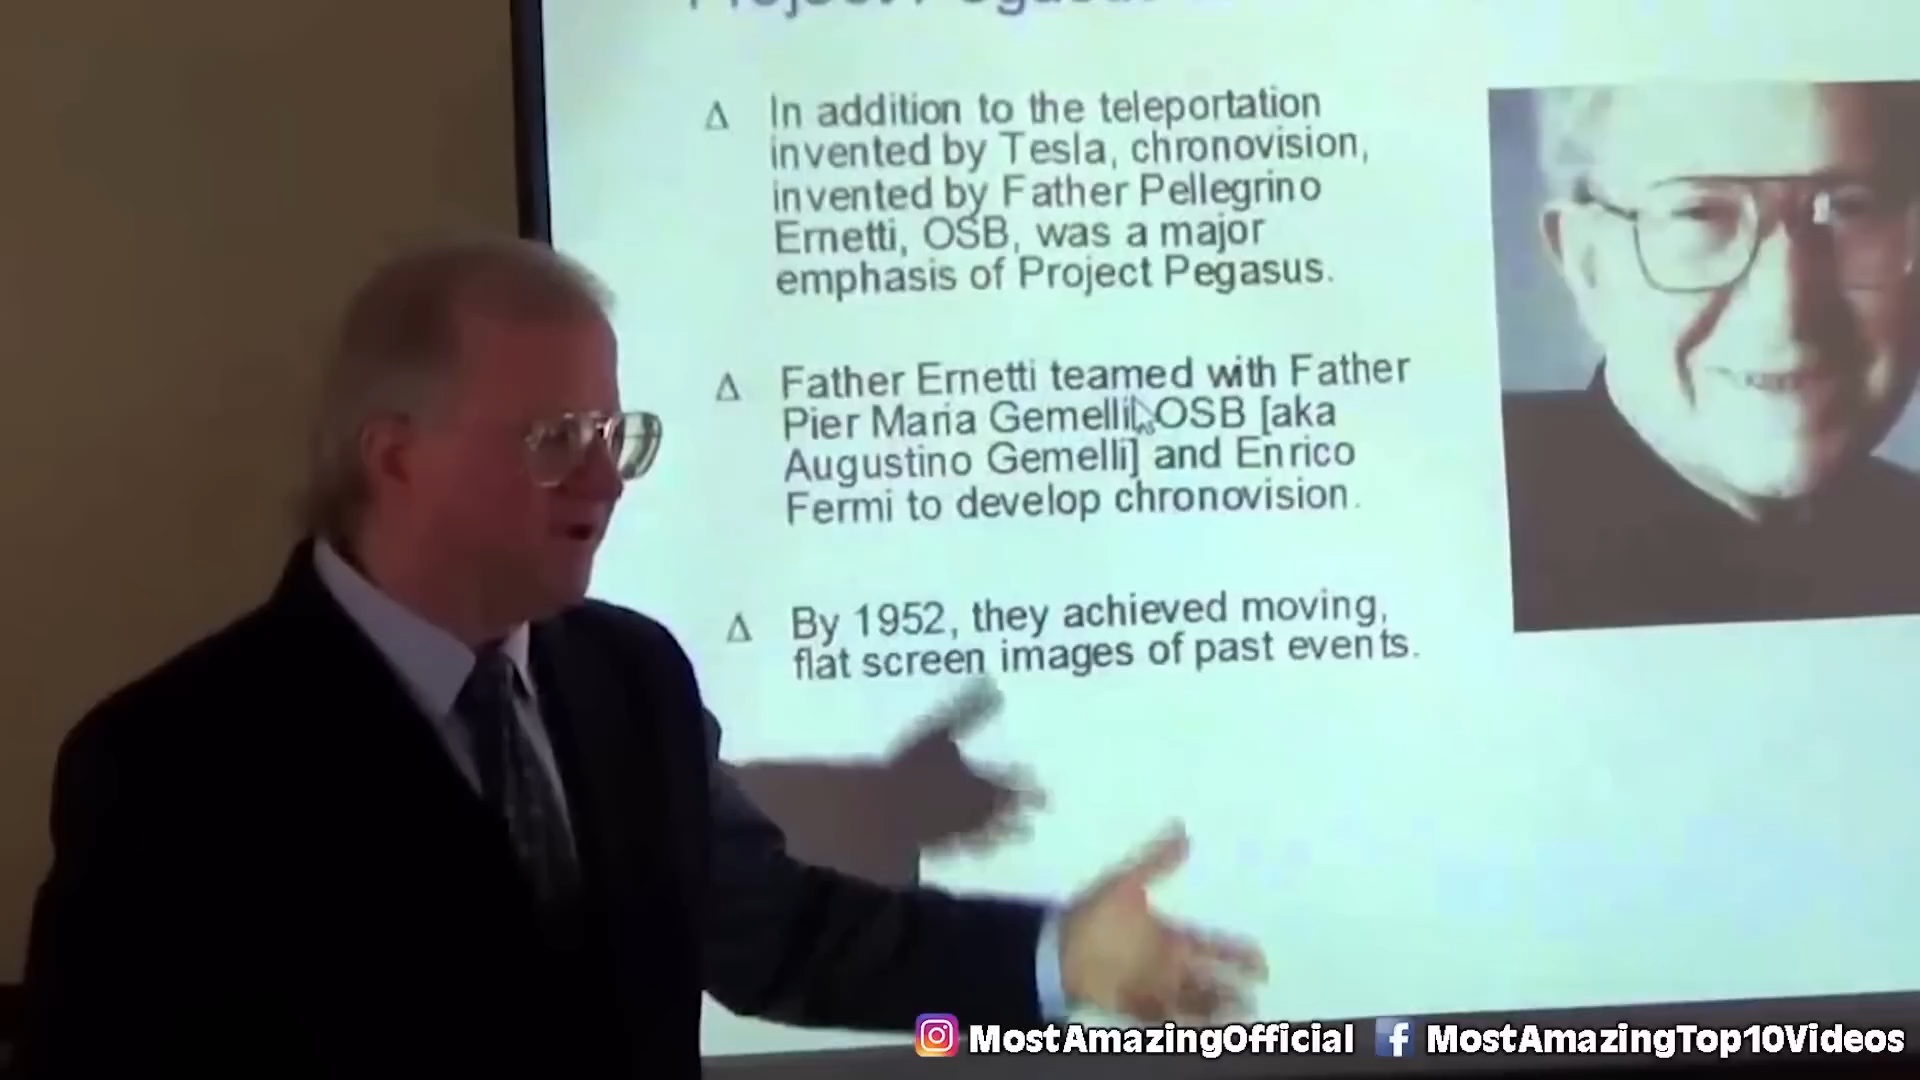 Project Pegasus
Δ In addition to the teleportation
invented by Tesla, chronovision,
invented by Father Pellegrino
Ernetti, OSB, was a major
emphasis of Project Pegasus.
Δ Father Ernetti teamed with Father
Pier Maria Gemelli, OSB [aka
Augustino Gemelli] and Enrico
Fermi to develop chronovision.
Δ By 1952, they achieved moving,
flat screen images of past events.
MostAmazingOfficial MostAmazingTop10Videos